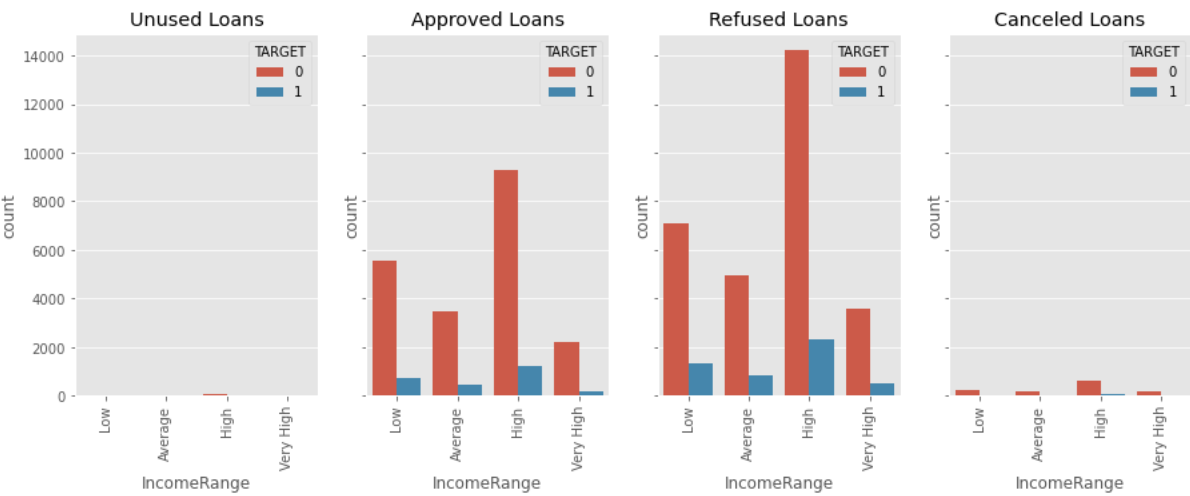 Unused Loans
count
14000
12000
10000
8000
6000
4000
2000
0
TARGET
0
1
Low
Average
High
Very High
IncomeRange
Approved Loans
count
TARGET
0
1
Low
Average
High
Very High
IncomeRange
Refused Loans
count
TARGET
0
1
Low
Average
High
Very High
IncomeRange
Canceled Loans
count
TARGET
0
1
Low
Average
High
Very High
IncomeRange